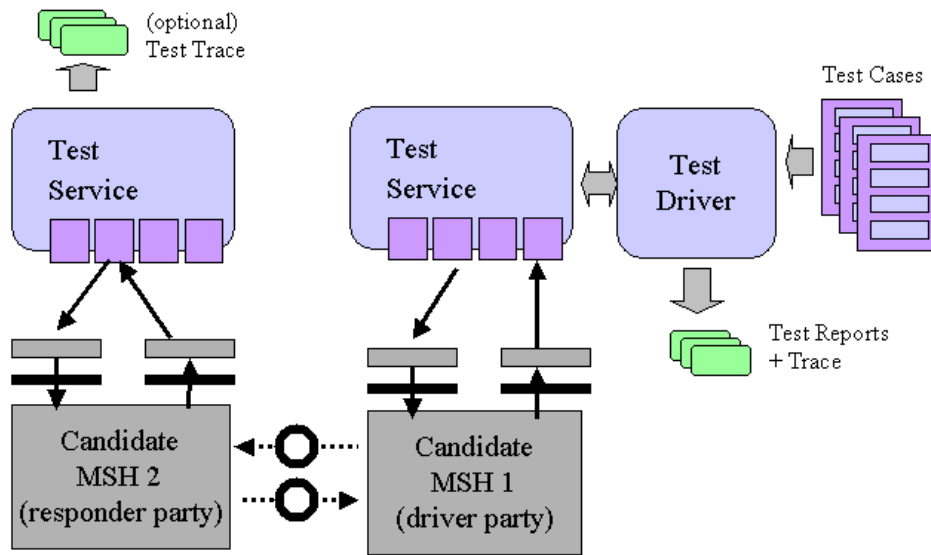 (optional)
Test Trace
Test Cases
Test
Service
Test
Service
Test
Driver
Test Reports
+ Trace
Candidate
MSH 2
(responder party)
Candidate
MSH 1
(driver party)